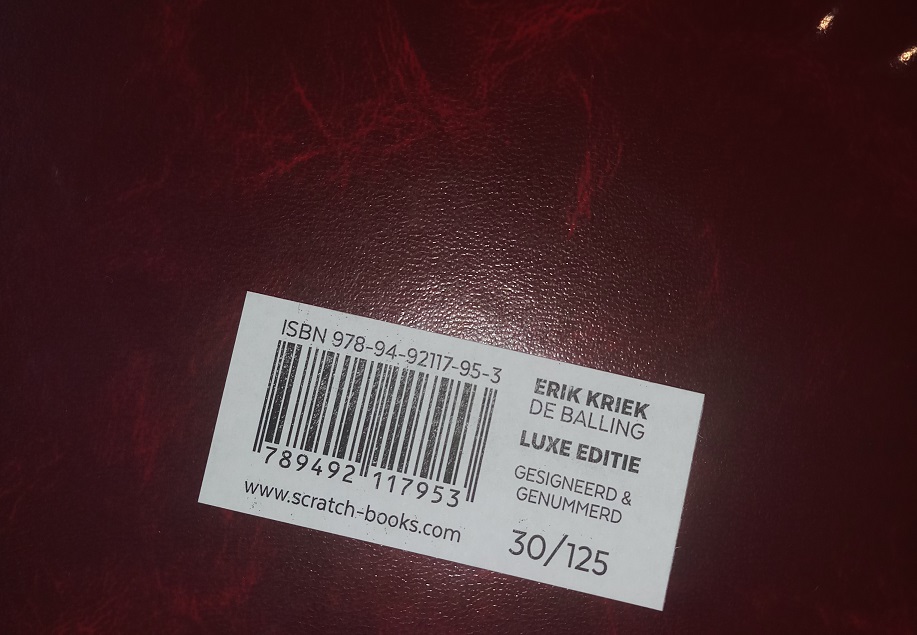 ISBN 978-94-92117-95-3
789492 117953
www.scratch-books.com
ERIK KRIEK
DE BALLING
LUXE EDITIE
GESIGNEERD &
GENUMMERD
30/125